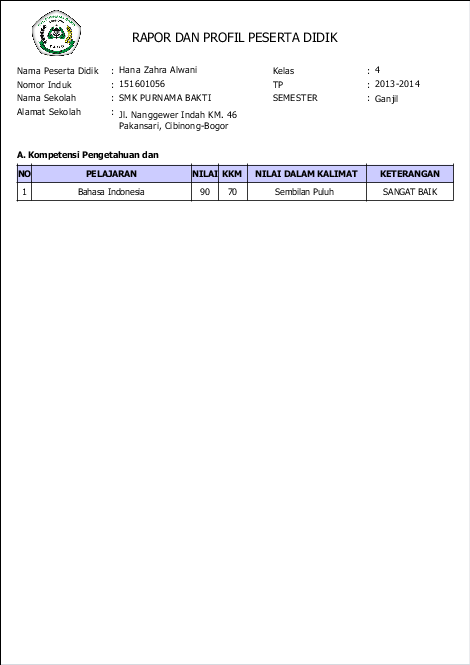 RAPOR DAN PROFIL PESERTA DIDIK
Nama Peserta Didik : Hana Zahra Alwani Kelas : 4
Nomor Induk : 151601056 TP : 2013-2014
Nama Sekolah : SMK PURNAMA BAKTI SEMESTER : Ganjil
Alamat Sekolah : Jl. Nanggewer Indah KM. 46
Pakansari, Cibinong-Bogor
A. Kompetensi Pengetahuan dan
NO PELAJARAN NILAI KKM NILAI DALAM KALIMAT KETERANGAN
1 Bahasa Indonesia 90 70 Sembilan Puluh SANGAT BAIK